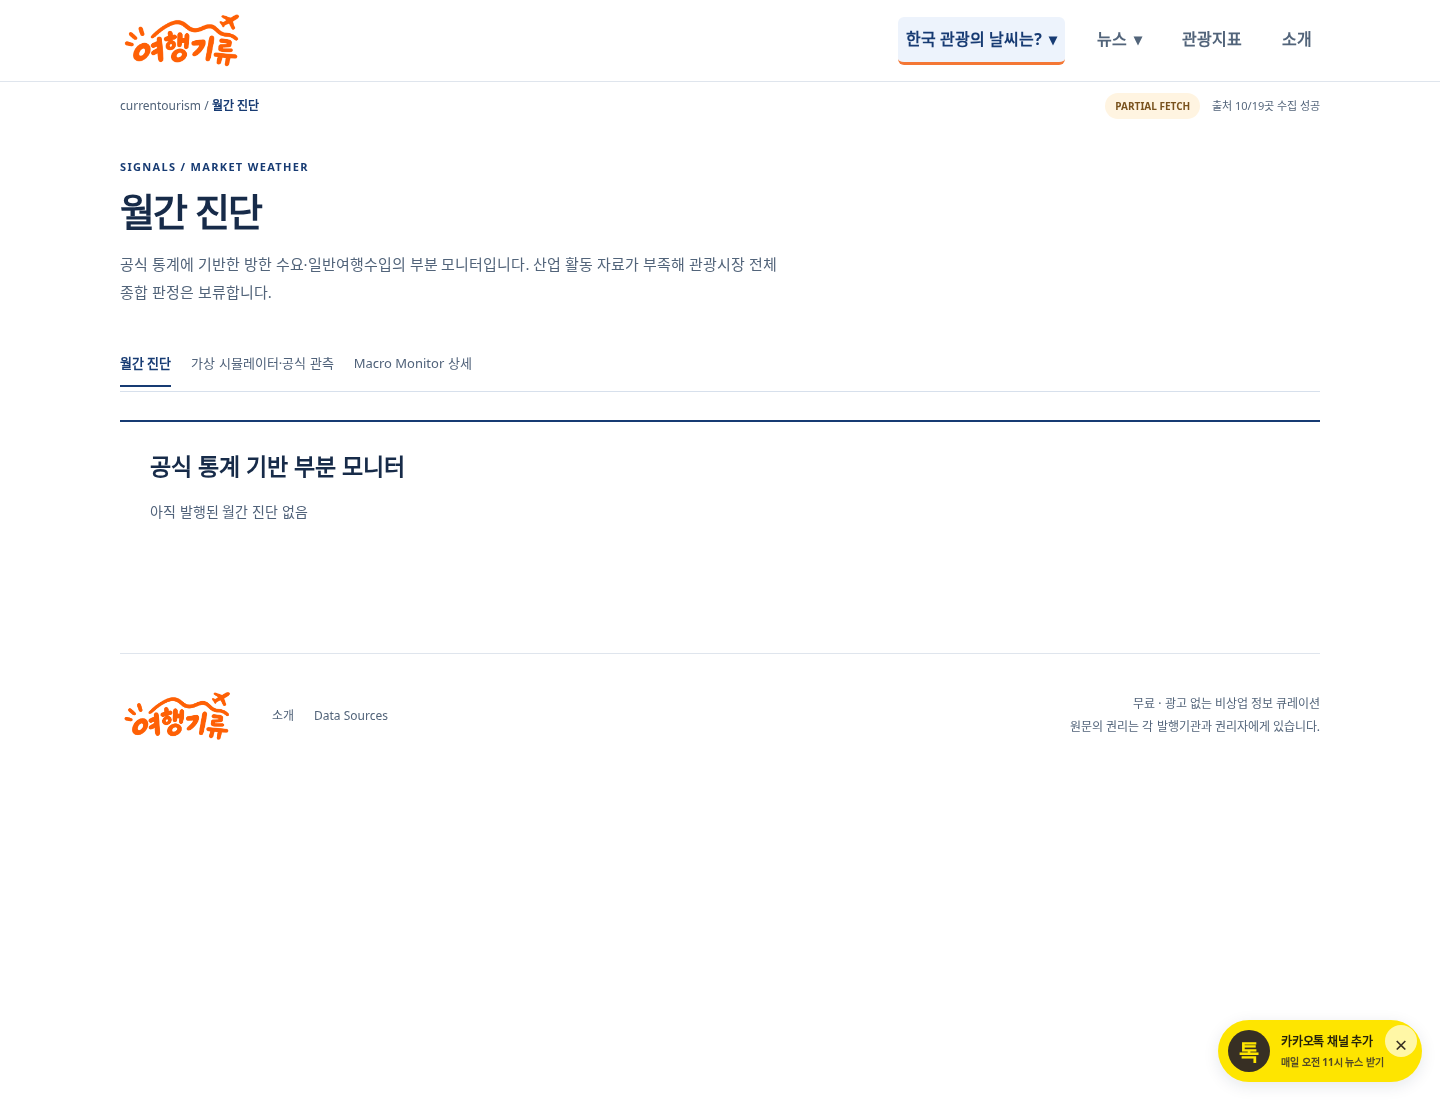 여행기류
한국 관광의 날씨는? ▾
뉴스 ▾
관광지표
소개
currentourism / 월간 진단
PARTIAL FETCH
출처 10/19곳 수집 성공
SIGNALS / MARKET WEATHER
월간 진단
공식 통계에 기반한 방한 수요·일반여행수입의 부분 모니터입니다. 산업 활동 자료가 부족해 관광시장 전체
종합 판정은 보류합니다.
월간 진단
가상 시뮬레이터·공식 관측
Macro Monitor 상세
공식 통계 기반 부분 모니터
아직 발행된 월간 진단 없음
여행기류
소개
Data Sources
무료 · 광고 없는 비상업 정보 큐레이션
원문의 권리는 각 발행기관과 권리자에게 있습니다.
톡
카카오톡 채널 추가
매일 오전 11시 뉴스 받기
×